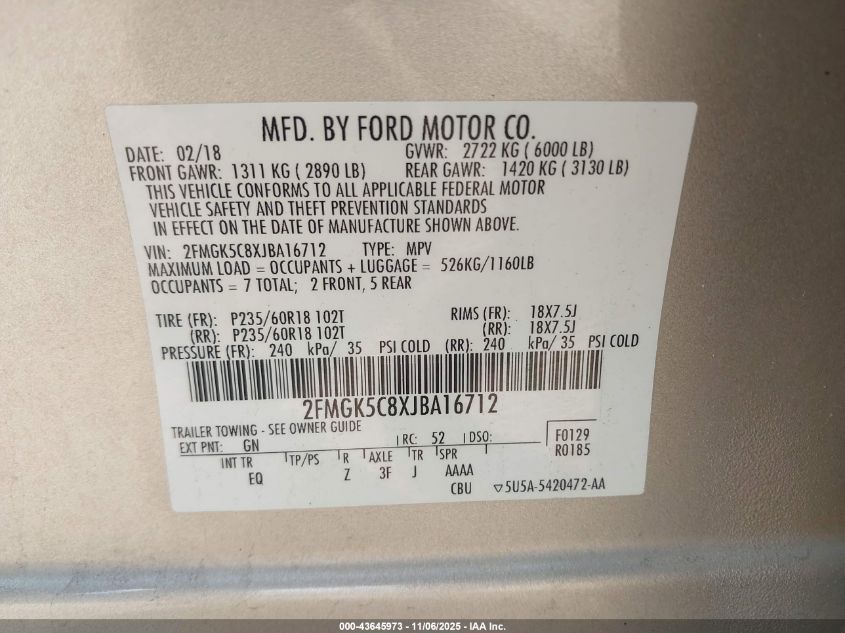 MFD. BY FORD MOTOR CO.
DATE: 02/18 GVWR: 2722 KG ( 6000 LB)
FRONT GAWR: 1311 KG ( 2890 LB) REAR GAWR: 1420 KG ( 3130 LB)
THIS VEHICLE CONFORMS TO ALL APPLICABLE FEDERAL MOTOR
VEHICLE SAFETY AND THEFT PREVENTION STANDARDS
IN EFFECT ON THE DATE OF MANUFACTURE SHOWN ABOVE.
VIN: 2FMGK5C8XJBA16712 TYPE: MPV
MAXIMUM LOAD = OCCUPANTS + LUGGAGE = 526KG/1160LB
OCCUPANTS = 7 TOTAL; 2 FRONT, 5 REAR
TIRE (FR): P235/60R18 102T RIMS (FR): 18X7.5J
(RR): P235/60R18 102T (RR): 18X7.5J
PRESSURE (FR): 240 kPa/ 35 PSI COLD (RR): 240 kPa/ 35 PSI COLD
2FMGK5C8XJBA16712
TRAILER TOWING - SEE OWNER GUIDE
EXT PNT: GN RC: 52 DSO: F0129
R0185
INT TR TP/PS R AXLE TR SPR
EQ Z 3F J AAAA
CBU ▽5U5A-5420472-AA
000-43645973 - 11/06/2025 - IAA Inc.